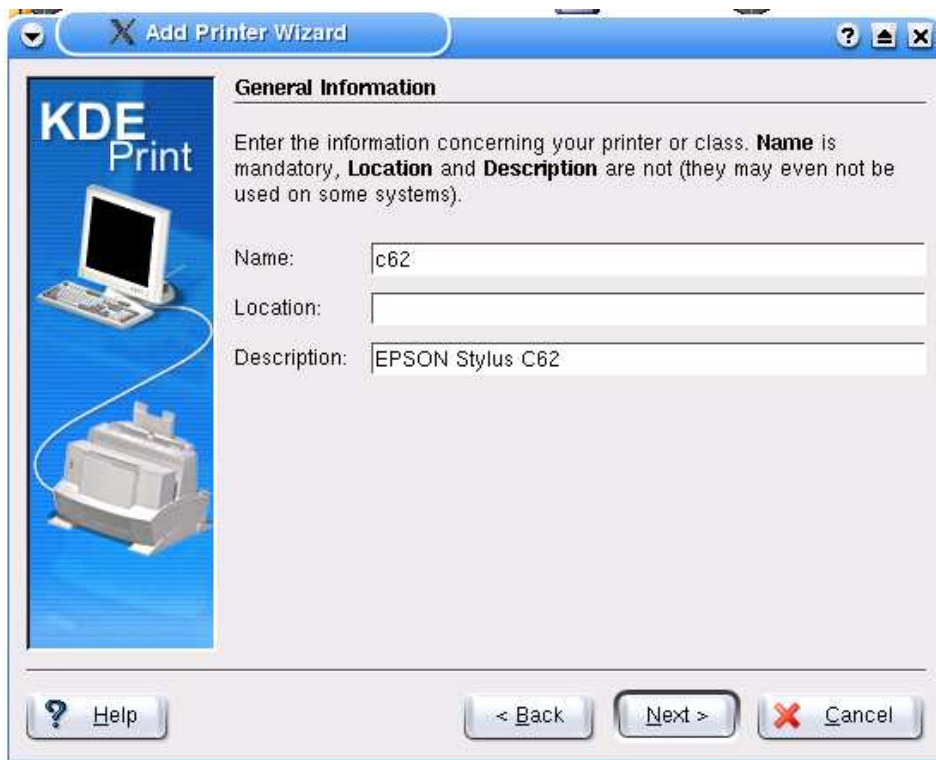 Add Printer Wizard
KDE
Print
General Information
Enter the information concerning your printer or class. Name is
mandatory, Location and Description are not (they may even not be
used on some systems).
Name: c62
Location:
Description: EPSON Stylus C62
? Help
< Back
Next >
Cancel